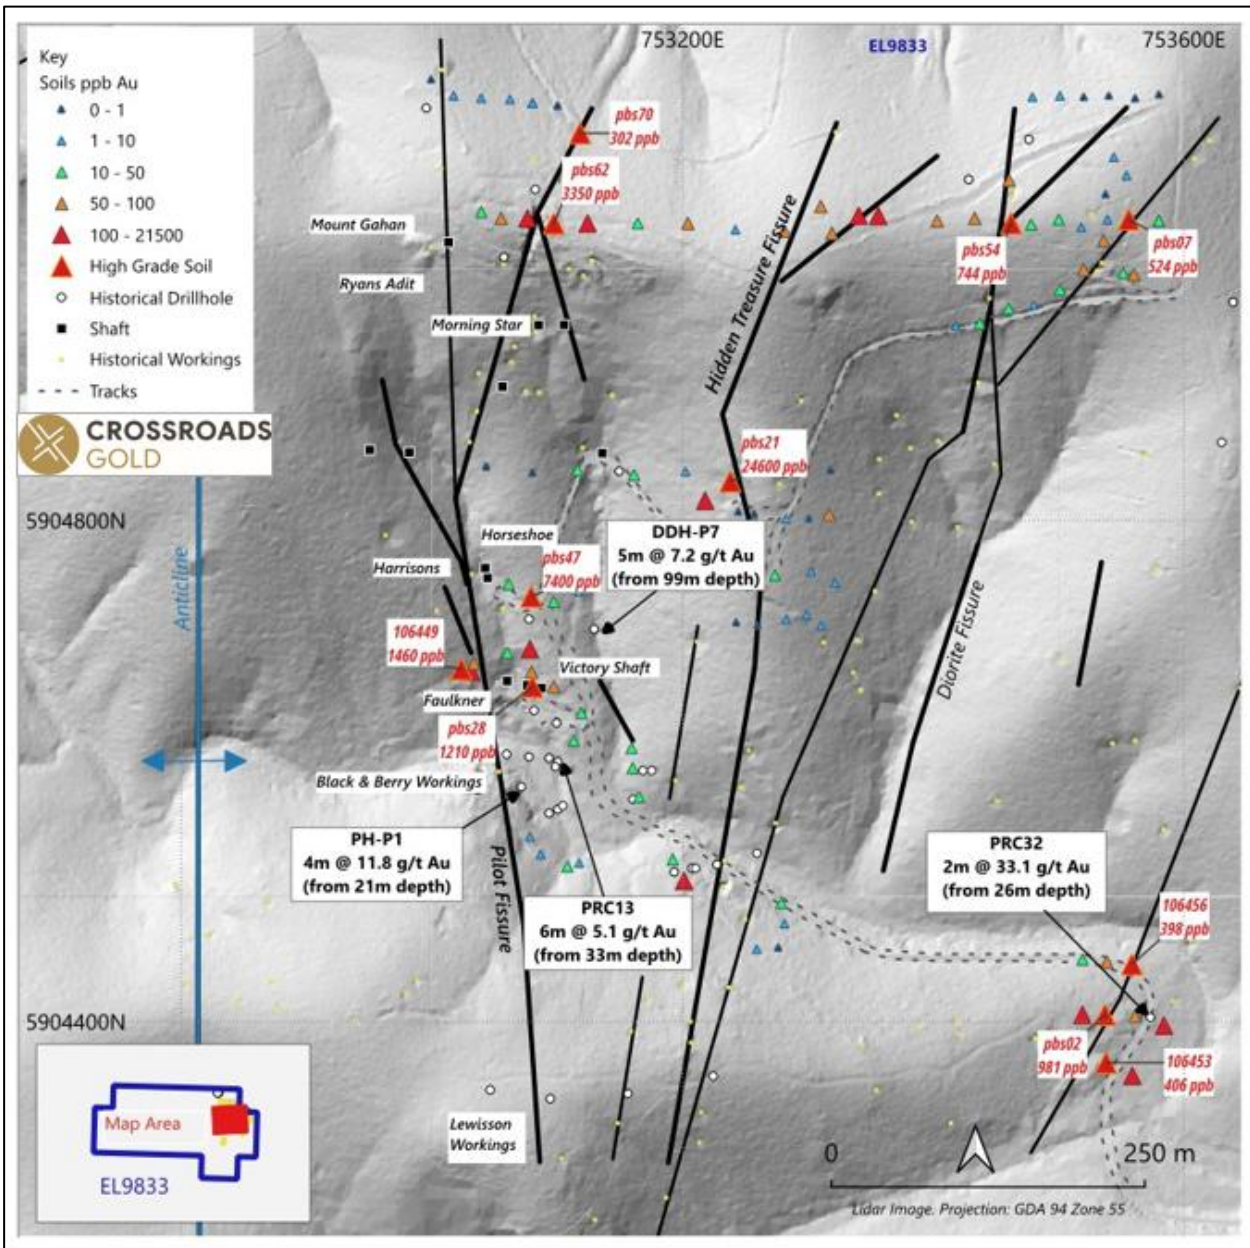 753200E
EL9833
753600E
Key
Soils ppb Au
0 - 1
1 - 10
10 - 50
50 - 100
100 - 21500
High Grade Soil
Historical Drillhole
Shaft
Historical Workings
Tracks
CROSSROADS
GOLD
pbs70
302 ppb
pbs62
3350 ppb
Mount Gahan
Ryans Adit
Morning Star
Hidden Treasure Fissure
pbs54
744 ppb
pbs07
524 ppb
pbs21
24600 ppb
5904800N
Anticline
Horseshoe
pbs47
7400 ppb
Harrisons
DDH-P7
5m @ 7.2 g/t Au
(from 99m depth)
106449
1460 ppb
Victory Shaft
Faulkner
pbs28
1210 ppb
Diorite Fissure
Black & Berry Workings
PH-P1
4m @ 11.8 g/t Au
(from 21m depth)
Pilot Fissure
PRC13
6m @ 5.1 g/t Au
(from 33m depth)
PRC32
2m @ 33.1 g/t Au
(from 26m depth)
106456
398 ppb
5904400N
pbs02
981 ppb
106453
406 ppb
Map Area
EL9833
Lewisson
Workings
0
250 m
Lidar Image. Projection: GDA 94 Zone 55